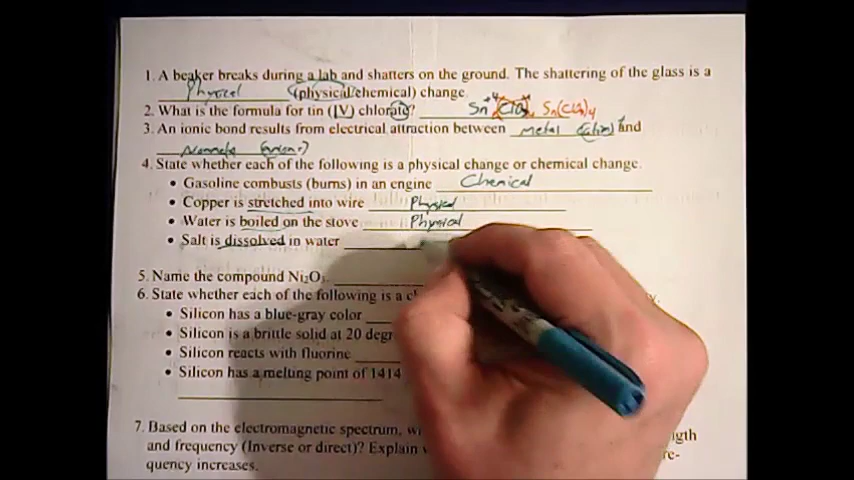 1. A beaker breaks during a lab and shatters on the ground. The shattering of the glass is a
Physical (physical/chemical) change
2. What is the formula for tin (IV) chlorate? Sn+4 ClO3 Sn(ClO3)4
3. An ionic bond results from electrical attraction between metal (cation) and
Nonmetal (anion)
4. State whether each of the following is a physical change or chemical change.
• Gasoline combusts (burns) in an engine Chemical
• Copper is stretched into wire Physical
• Water is boiled on the stove Physical
• Salt is dissolved in water
5. Name the compound Ni₂O₃.
6. State whether each of the following is a
• Silicon has a blue-gray color
• Silicon is a brittle solid at 20
• Silicon reacts with fluorine
• Silicon has a melting point of 1414
7. Based on the electromagnetic spectrum,
and frequency (Inverse or direct)? Explain
quency increases.